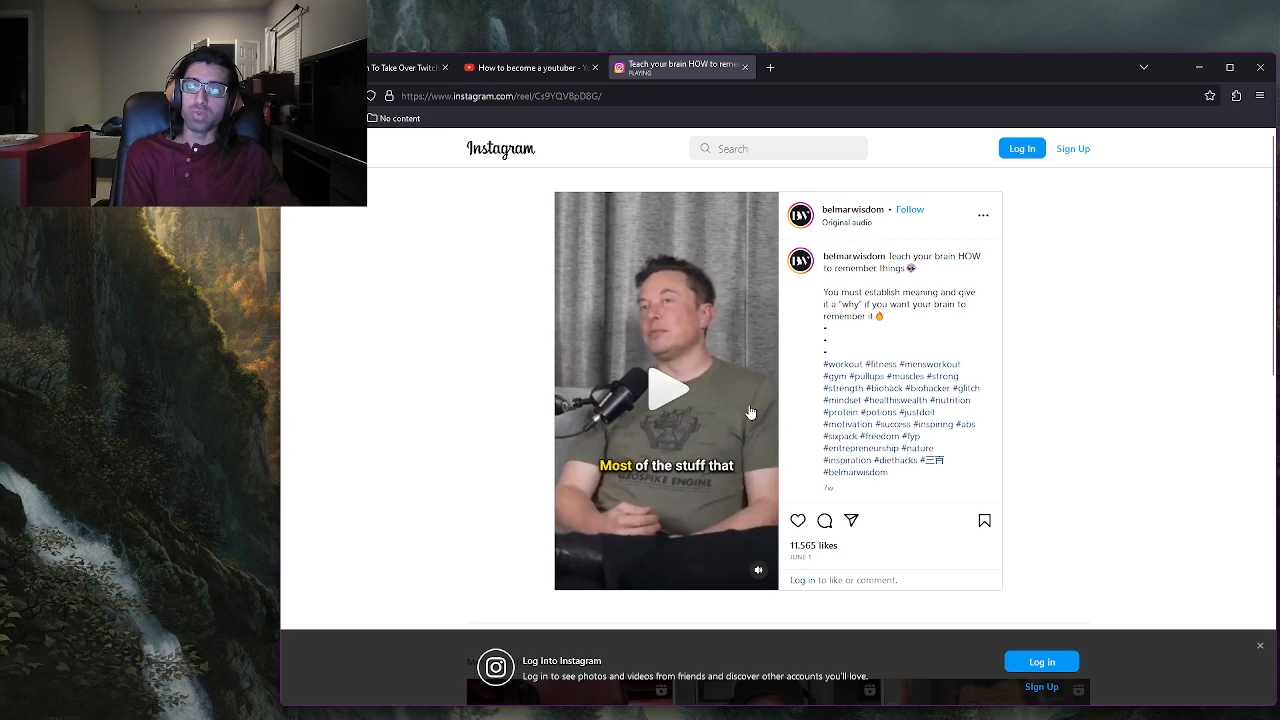 n To Take Over Twitch
How to become a youtuber - Yo
Teach your brain HOW to reme
PLAYING
https://www.instagram.com/reel/Cs9YQVBpD8G/
No content
Instagram
Search
Log In
Sign Up
belmarwisdom • Follow
Original audio
belmarwisdom Teach your brain HOW
to remember things
You must establish meaning and give
it a "why" if you want your brain to
remember it
•
•
•
#workout #fitness #mensworkout
#gym #pullups #muscles #strong
#strength #biohack #biohacker #glitch
#mindset #healthiswealth #nutrition
#protein #potions #justdoit
#motivation #success #inspiring #abs
#sixpack #freedom #fyp
#entrepreneurship #nature
#inspiration #diethacks #三百
#belmarwisdom
7w
Most of the stuff that
ENGINE
11,565 likes
JUNE 1
Log in to like or comment.
Log into Instagram
Log in to see photos and videos from friends and discover other accounts you'll love.
Log in
Sign Up